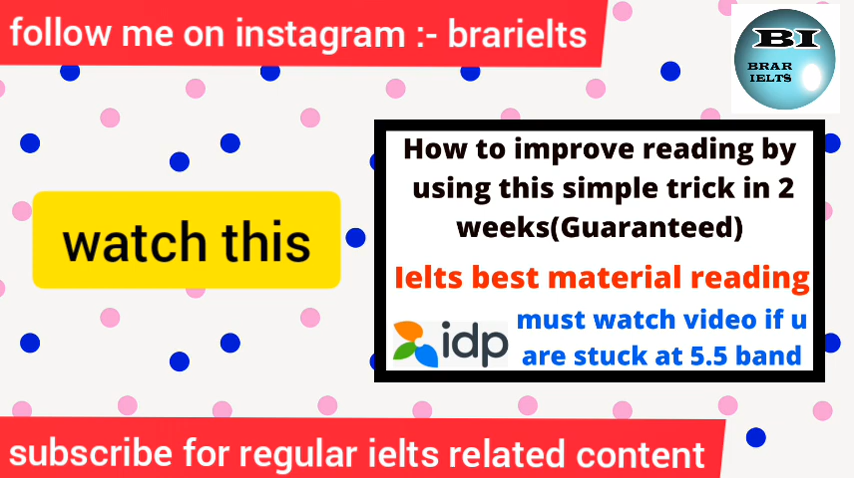 follow me on instagram :- brarielts
BI
BRAR
IELTS
watch this
How to improve reading by
using this simple trick in 2
weeks(Guaranteed)
Ielts best material reading
idp
must watch video if u
are stuck at 5.5 band
subscribe for regular ielts related content